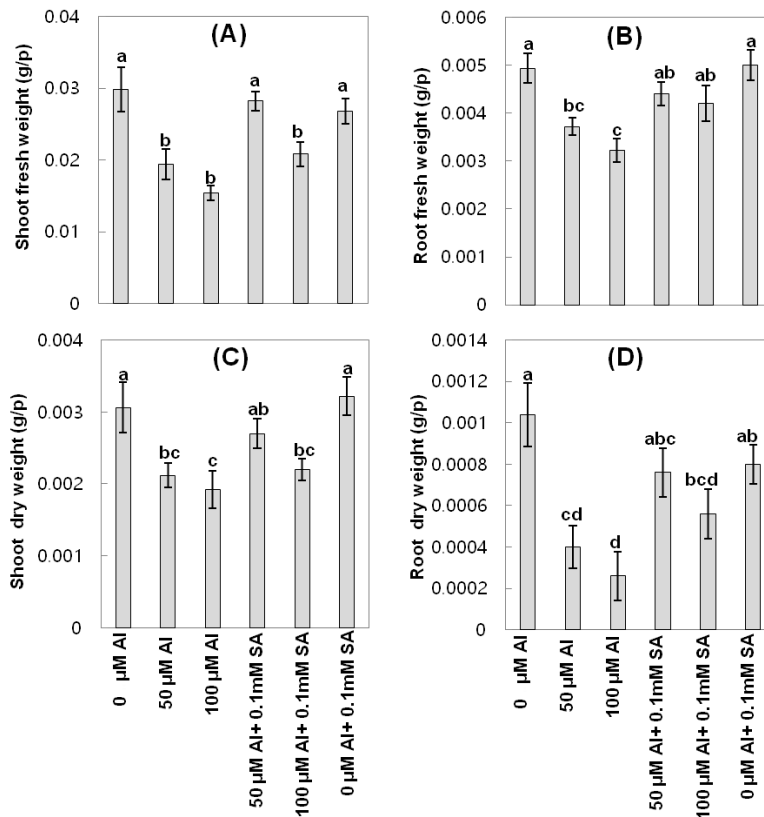 (A)
Shoot fresh weight (g/p)
0.04
0.03
0.02
0.01
0
a
b
b
a
b
a
(B)
Root fresh weight (g/p)
0.006
0.005
0.004
0.003
0.002
0.001
0
a
bc
c
ab
ab
a
(C)
Shoot dry weight (g/p)
0.004
0.003
0.002
0.001
0
a
bc
c
ab
bc
a
0 µM Al
50 µM Al
100 µM Al
50 µM Al+ 0.1mM SA
100 µM Al+ 0.1mM SA
0 µM Al+ 0.1mM SA
(D)
Root dry weight (g/p)
0.0014
0.0012
0.001
0.0008
0.0006
0.0004
0.0002
0
a
cd
d
abc
bcd
ab
0 µM Al
50 µM Al
100 µM Al
50 µM Al+ 0.1mM SA
100 µM Al+ 0.1mM SA
0 µM Al+ 0.1mM SA